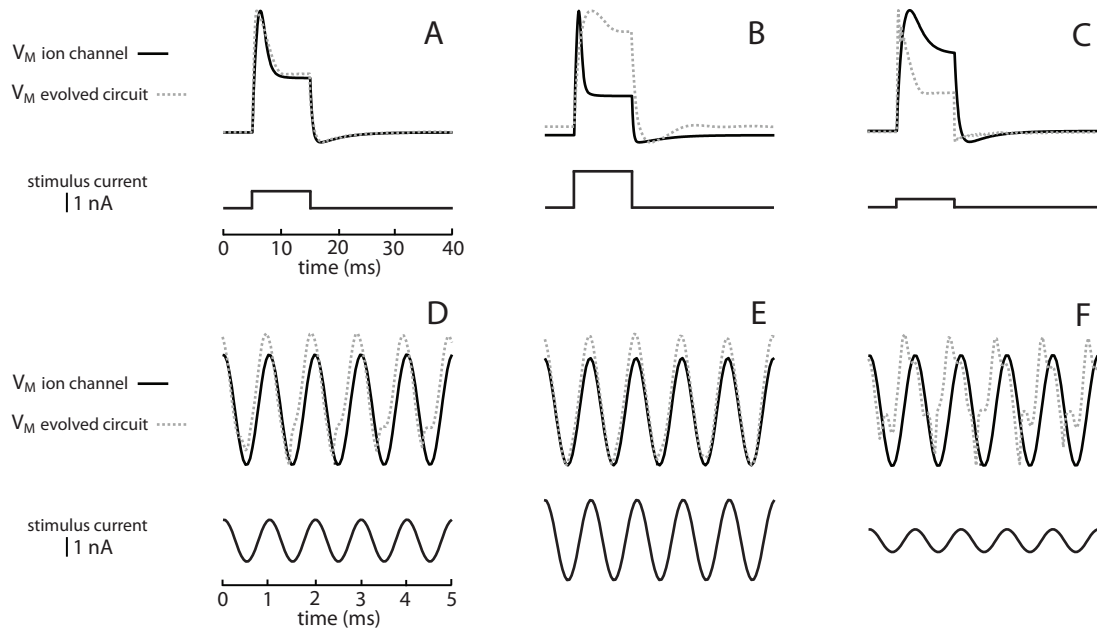 A
B
C
V_M ion channel
V_M evolved circuit
stimulus current
1 nA
0 10 20 30 40
time (ms)
D
E
F
V_M ion channel
V_M evolved circuit
stimulus current
1 nA
0 1 2 3 4 5
time (ms)